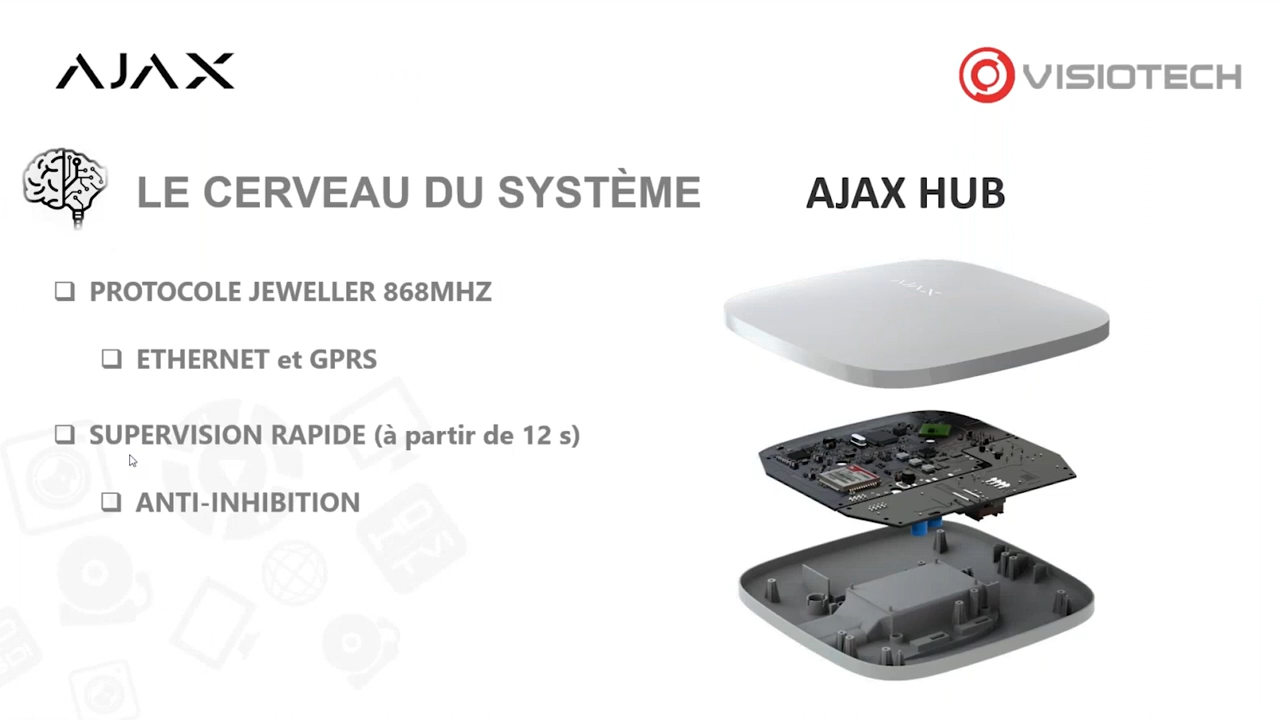 AJAX
VISIOTECH
LE CERVEAU DU SYSTÈME
AJAX HUB
AJAX
❑ PROTOCOLE JEWELLER 868MHZ
❑ ETHERNET et GPRS
❑ SUPERVISION RAPIDE (à partir de 12 s)
❑ ANTI-INHIBITION